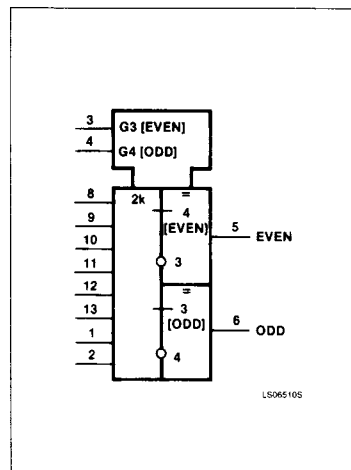 3 G3 [EVEN]
4 G4 [ODD]
8 2k =
9 4
[EVEN]
5 EVEN
10
11 3
12 =
13 3
[ODD]
6 ODD
1
2 4
LS06510S